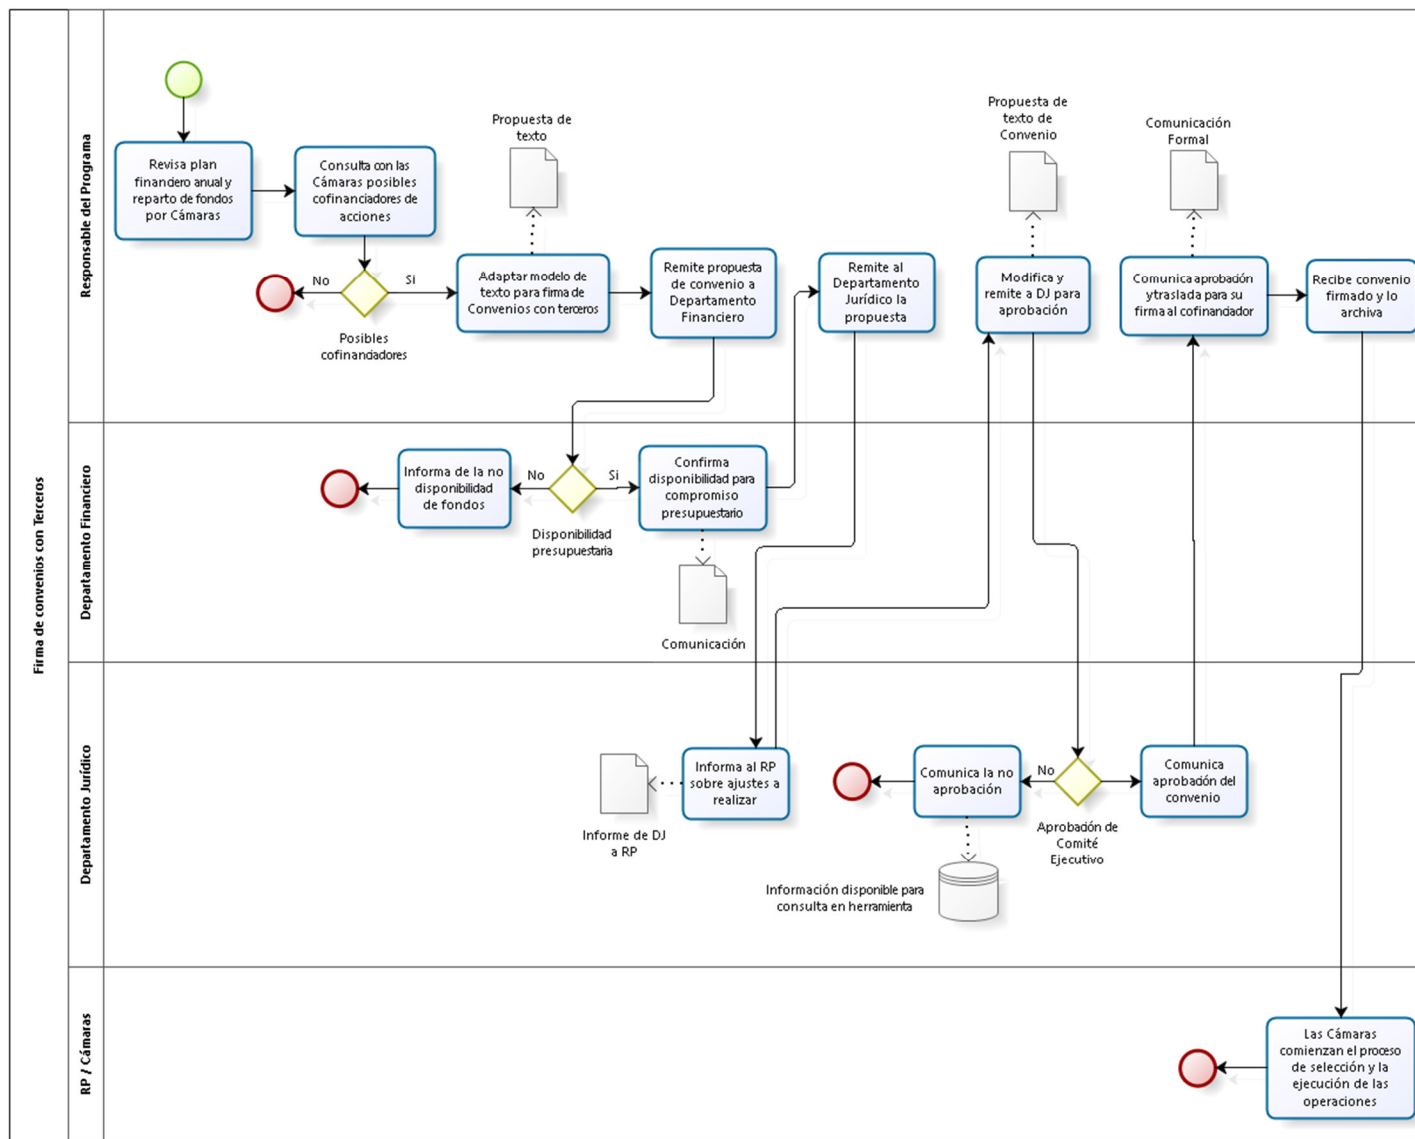 Firma de convenios con Terceros
Responsable del Programa
Revisa plan
financiero anual y
reparto de fondos
por Cámaras
Consulta con las
Cámaras posibles
cofinanciadores de
acciones
No
Si
Posibles
cofinanciadores
Propuesta de
texto
Adaptar modelo de
texto para firma de
Convenios con terceros
Remite propuesta
de convenio a
Departamento
Financiero
Remite al
Departamento
Jurídico la
propuesta
Propuesta de
texto de
Convenio
Modifica y
remite a DJ para
aprobación
Comunicación
Formal
Comunica aprobación
ytraslada para su
firma al cofinanciador
Recibe convenio
firmado y lo
archiva
Departamento Financiero
Informa de la no
disponibilidad
de fondos
No
Si
Disponibilidad
presupuestaria
Confirma
disponibilidad para
compromiso
presupuestario
Comunicación
Departamento Jurídico
Informe de DJ
a RP
Informa al RP
sobre ajustes a
realizar
Comunica la no
aprobación
No
Aprobación de
Comité
Ejecutivo
Comunica
aprobación del
convenio
Información disponible para
consulta en herramienta
RP / Cámaras
Las Cámaras
comienzan el proceso
de selección y la
ejecución de las
operaciones